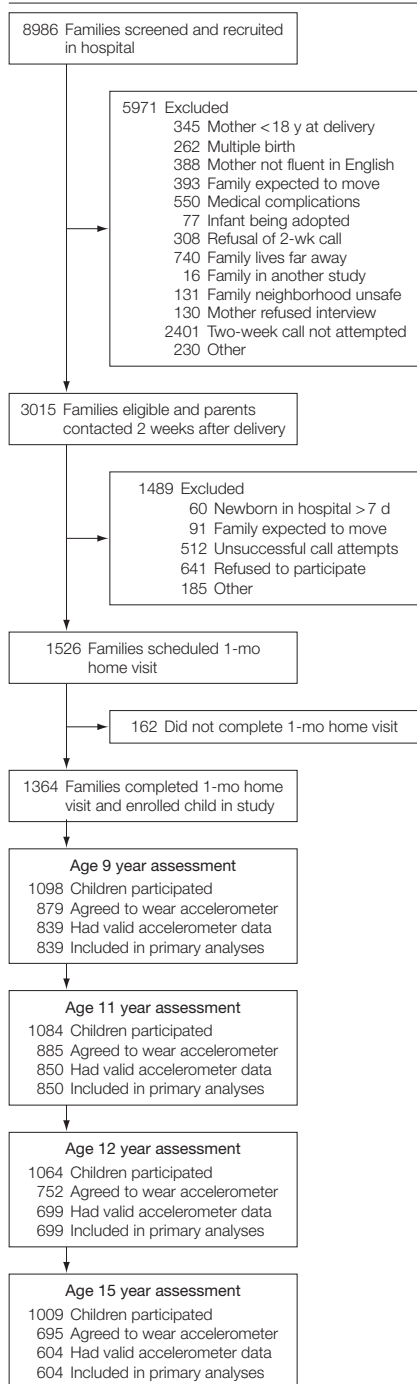 8986 Families screened and recruited
in hospital
5971 Excluded
345 Mother <18 y at delivery
262 Multiple birth
388 Mother not fluent in English
393 Family expected to move
550 Medical complications
77 Infant being adopted
308 Refusal of 2-wk call
740 Family lives far away
16 Family in another study
131 Family neighborhood unsafe
130 Mother refused interview
2401 Two-week call not attempted
230 Other
3015 Families eligible and parents
contacted 2 weeks after delivery
1489 Excluded
60 Newborn in hospital >7 d
91 Family expected to move
512 Unsuccessful call attempts
641 Refused to participate
185 Other
1526 Families scheduled 1-mo
home visit
162 Did not complete 1-mo home visit
1364 Families completed 1-mo home
visit and enrolled child in study
Age 9 year assessment
1098 Children participated
879 Agreed to wear accelerometer
839 Had valid accelerometer data
839 Included in primary analyses
Age 11 year assessment
1084 Children participated
885 Agreed to wear accelerometer
850 Had valid accelerometer data
850 Included in primary analyses
Age 12 year assessment
1064 Children participated
752 Agreed to wear accelerometer
699 Had valid accelerometer data
699 Included in primary analyses
Age 15 year assessment
1009 Children participated
695 Agreed to wear accelerometer
604 Had valid accelerometer data
604 Included in primary analyses